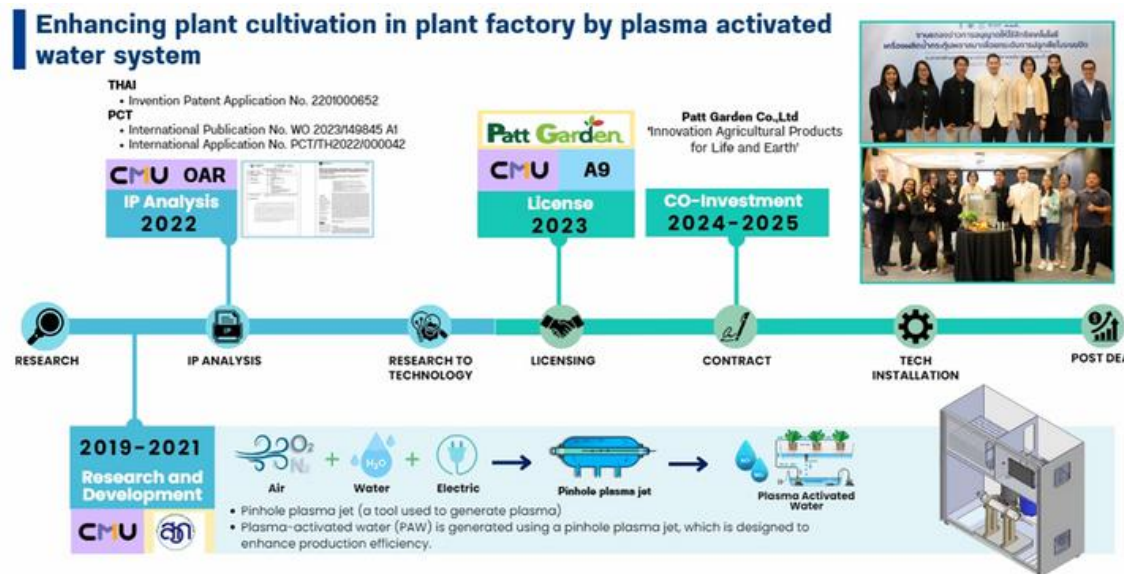 Enhancing plant cultivation in plant factory by plasma activated
water system
THAI
• Invention Patent Application No. 2201000652
PCT
• International Publication No. WO 2023/149845 A1
• International Application No. PCT/TH2022/000042
CMU OAR
IP Analysis
2022
Patt Garden
CMU A9
License
2023
Patt Garden Co.,Ltd
'Innovation Agricultural Products
for Life and Earth'
CO-Investment
2024-2025
RESEARCH
IP
IP ANALYSIS
RESEARCH TO
TECHNOLOGY
LICENSING
CONTRACT
TECH
INSTALLATION
POST DEA
2019-2021
Research and
Development
CMU
O₂
N₂
Air
+
H₂O
Water
+
Electric
Pinhole plasma jet
Plasma Activated
Water
• Pinhole plasma jet (a tool used to generate plasma)
• Plasma-activated water (PAW) is generated using a pinhole plasma jet, which is designed to
enhance production efficiency.